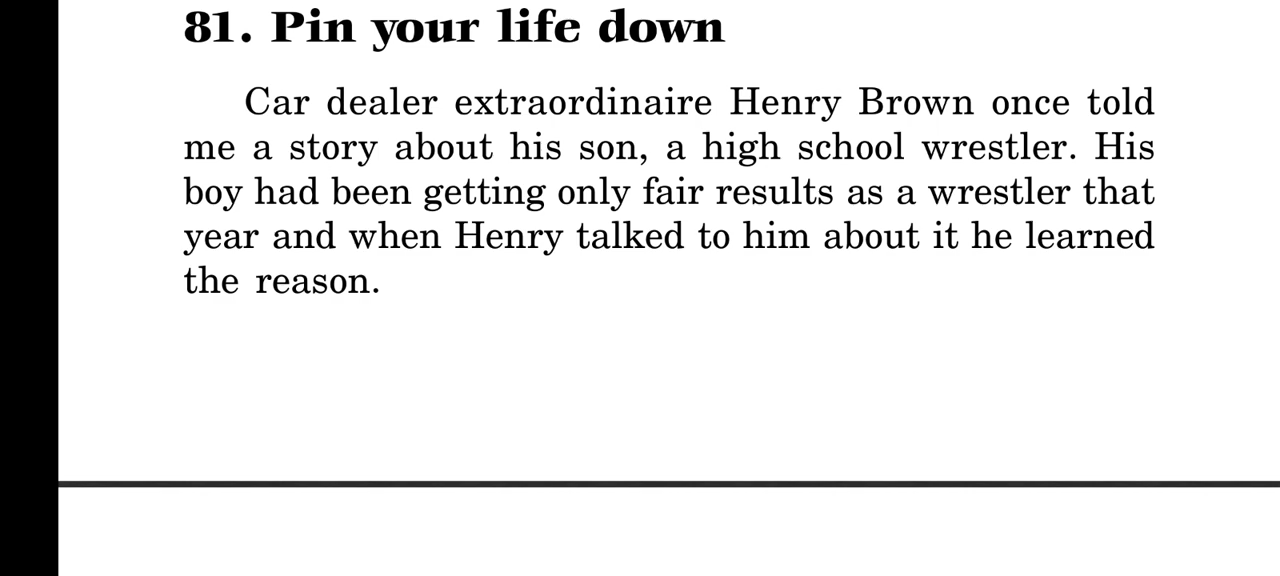 81. Pin your life down
Car dealer extraordinaire Henry Brown once told
me a story about his son, a high school wrestler. His
boy had been getting only fair results as a wrestler that
year and when Henry talked to him about it he learned
the reason.